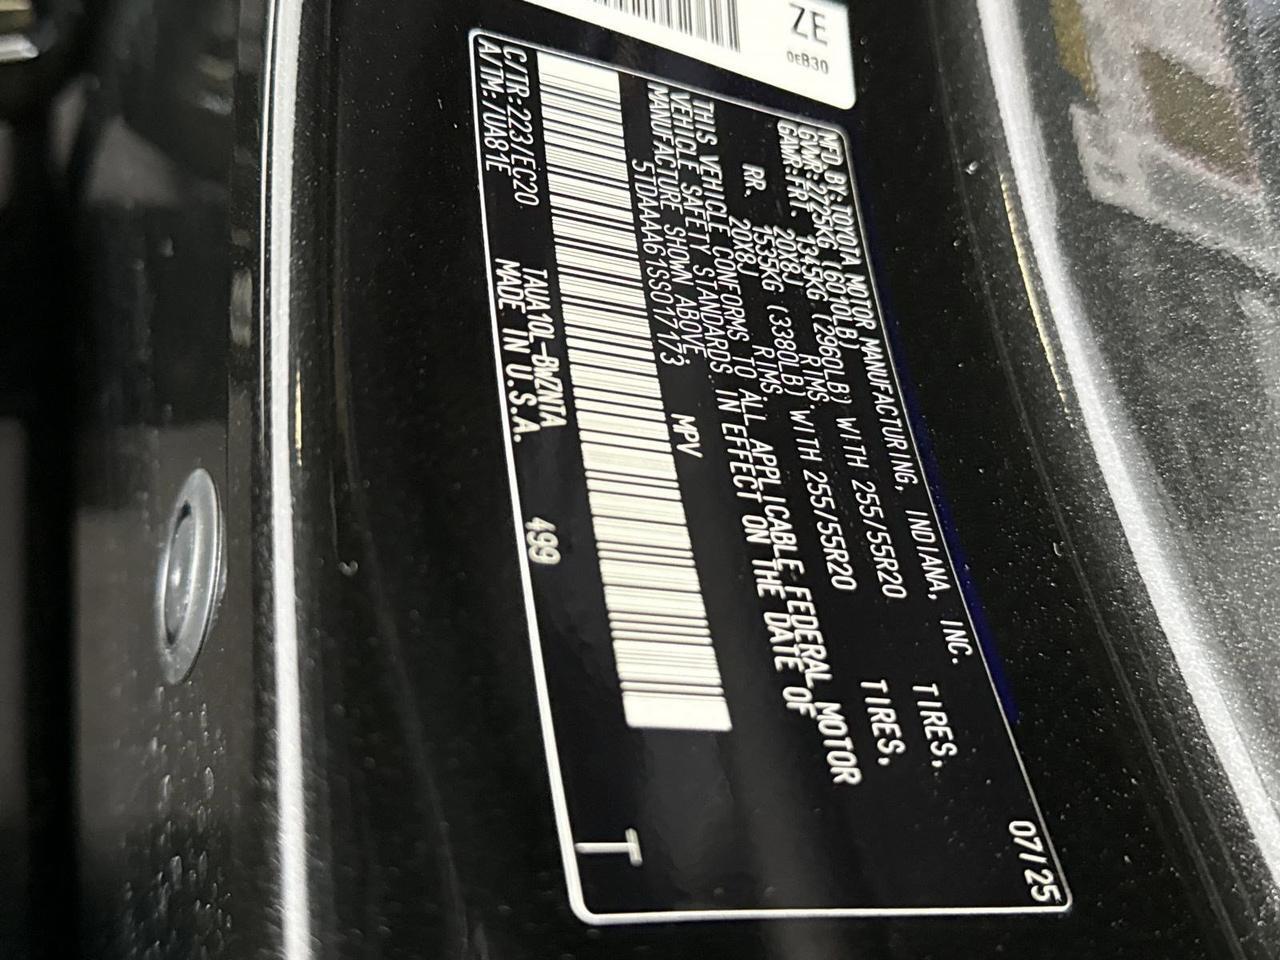 ZE
0EB30
MFD BY: TOYOTA MOTOR MANUFACTURING, INDIANA, INC. 07/25
GVWR: 2725KG (6010LB)
GAWR: FRT. 1345KG (2960LB) WITH 255/55R20 TIRES,
20X8J RIMS.
RR. 1535KG (3380LB) WITH 255/55R20 TIRES,
20X8J RIMS.
THIS VEHICLE CONFORMS TO ALL APPLICABLE FEDERAL MOTOR
VEHICLE SAFETY STANDARDS IN EFFECT ON THE DATE OF
MANUFACTURE SHOWN ABOVE.
5TDAAAA61SS017173 MPV
T
C/TR:223/EC20 TAUA10L-BWZNTA 499
A/TM:/UA81E MADE IN U.S.A.